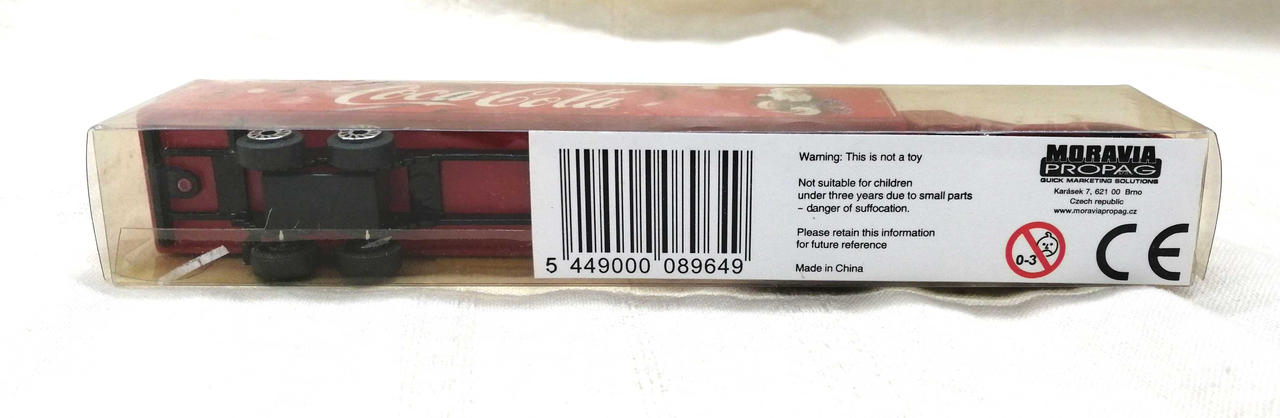 Coca-Cola
5 449000 089649
Warning: This is not a toy
Not suitable for children
under three years due to small parts
– danger of suffocation.
Please retain this information
for future reference
Made in China
MORAVIA
PROPAG
QUICK MARKETING SOLUTIONS
Karásek 7, 621 00 Brno
Czech republic
www.moraviapropag.cz
0-3
CE